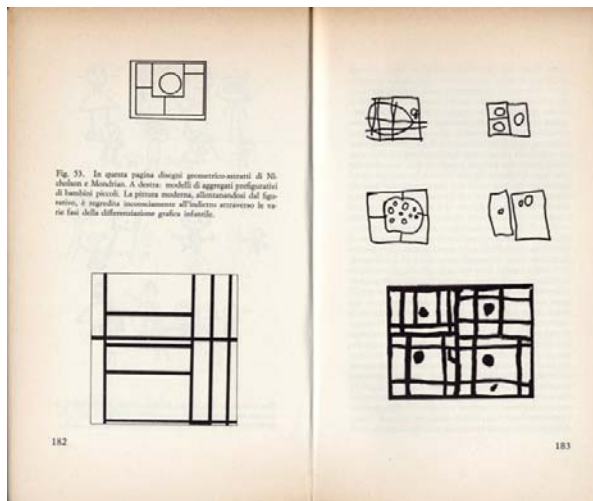 Fig. 53. In questa pagina disegni geometrico-astratti di Ni-
cholson e Mondrian. A destra: modelli di aggregati prefigurativi
di bambini piccoli. La pittura moderna, allontanandosi dal figu-
rativo, è regredita inconsciamente all'indietro attraverso le va-
rie fasi della differenziazione grafica infantile.
182
183